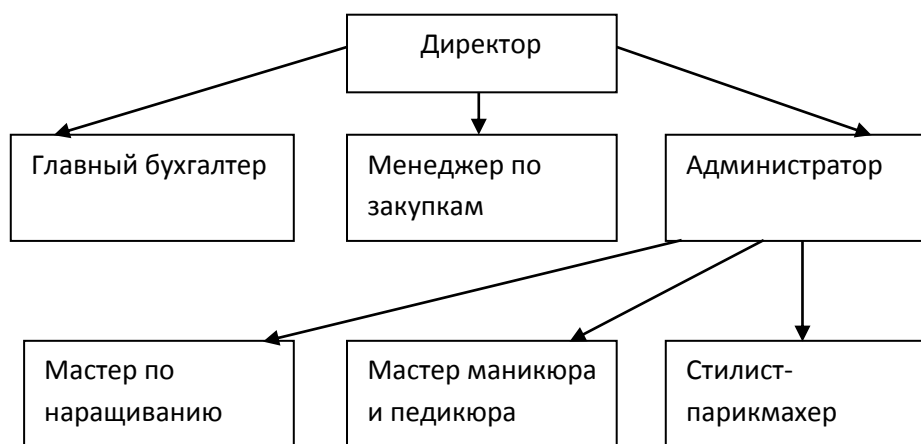 Директор
Главный бухгалтер
Менеджер по
закупкам
Администратор
Мастер по
наращиванию
Мастер маникюра
и педикюра
Стилист-
парикмахер